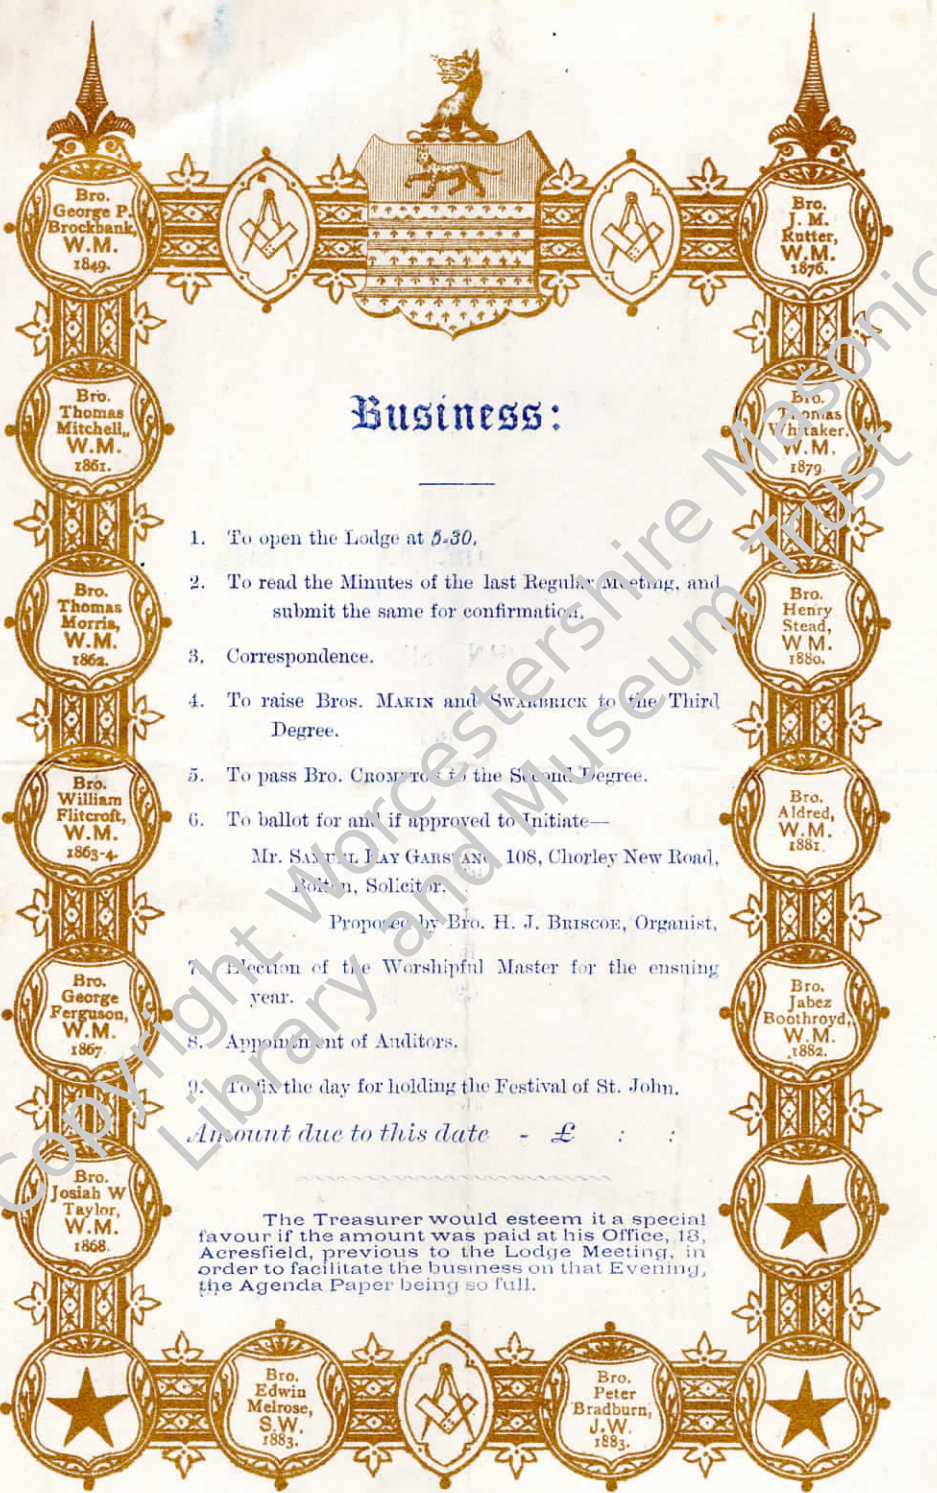 Bro.
George P.
Brockbank,
W.M.
1849.
Bro.
Thomas
Mitchell,,
W.M.
1861.
Bro.
Thomas
Morris,
W.M.
1862.
Bro.
William
Flitcroft,
W.M.
1863-4.
Bro.
George
Ferguson,
W.M.
1867
Bro.
Josiah W
Taylor,
W.M.
1868.
Bro.
J. M.
Rutter,
W.M.
1876.
Bro.
Thomas
Whitaker,
W.M.
1879
Bro.
Henry
Stead,
W M.
1880.
Bro.
Aldred,
W.M.
1881
Bro.
Jabez
Boothroyd,
W.M.
1882.
Bro.
Edwin
Melrose,
S.W.
1883.
Bro.
Peter
Bradburn,
J.W.
1883.
Business:
1. To open the Lodge at 5-30.
2. To read the Minutes of the last Regular Meeting, and
submit the same for confirmation.
3. Correspondence.
4. To raise Bros. MAKIN and SWARBRICK to the Third
Degree.
5. To pass Bro. CROMPTON to the Second Degree.
6. To ballot for and if approved to Initiate—
Mr. SAMUEL RAY GARSTANG 108, Chorley New Road,
Bolton, Solicitor.
Proposed by Bro. H. J. BRISCOE, Organist.
7 Election of the Worshipful Master for the ensuing
year.
8. Appointment of Auditors.
9. To fix the day for holding the Festival of St. John.
Amount due to this date - £ : :
The Treasurer would esteem it a special
favour if the amount was paid at his Office, 18,
Acresfield, previous to the Lodge Meeting, in
order to facilitate the business on that Evening,
the Agenda Paper being so full.
Copyright Worcestershire Masonic
Library and Museum Trust